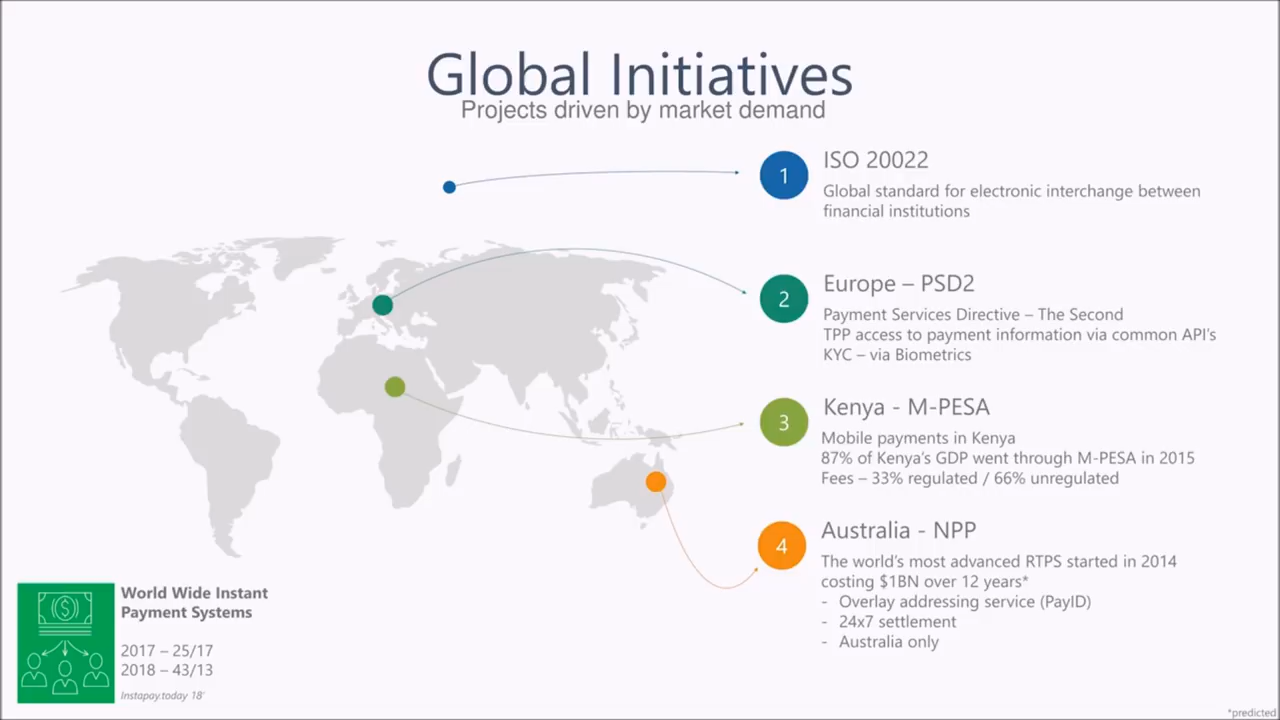 Global Initiatives
Projects driven by market demand
1
ISO 20022
Global standard for electronic interchange between
financial institutions
2
Europe – PSD2
Payment Services Directive – The Second
TPP access to payment information via common API's
KYC – via Biometrics
3
Kenya - M-PESA
Mobile payments in Kenya
87% of Kenya's GDP went through M-PESA in 2015
Fees – 33% regulated / 66% unregulated
4
Australia - NPP
The world's most advanced RTPS started in 2014
costing $1BN over 12 years*
- Overlay addressing service (PayID)
- 24x7 settlement
- Australia only
$
World Wide Instant
Payment Systems
2017 – 25/17
2018 – 43/13
Instapay.today 18'
*predicted